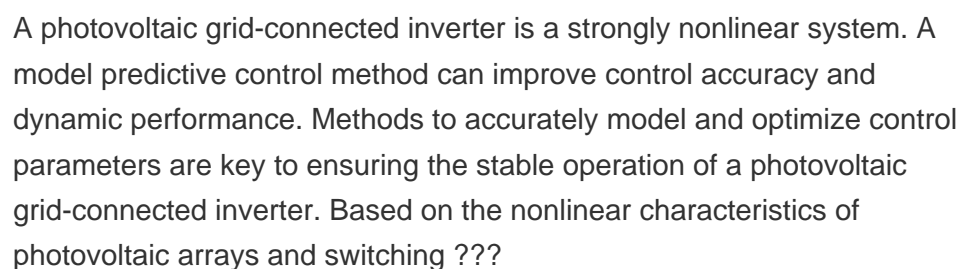 A photovoltaic grid-connected inverter is a strongly nonlinear system. A
model predictive control method can improve control accuracy and
dynamic performance. Methods to accurately model and optimize control
parameters are key to ensuring the stable operation of a photovoltaic
grid-connected inverter. Based on the nonlinear characteristics of
photovoltaic arrays and switching ???